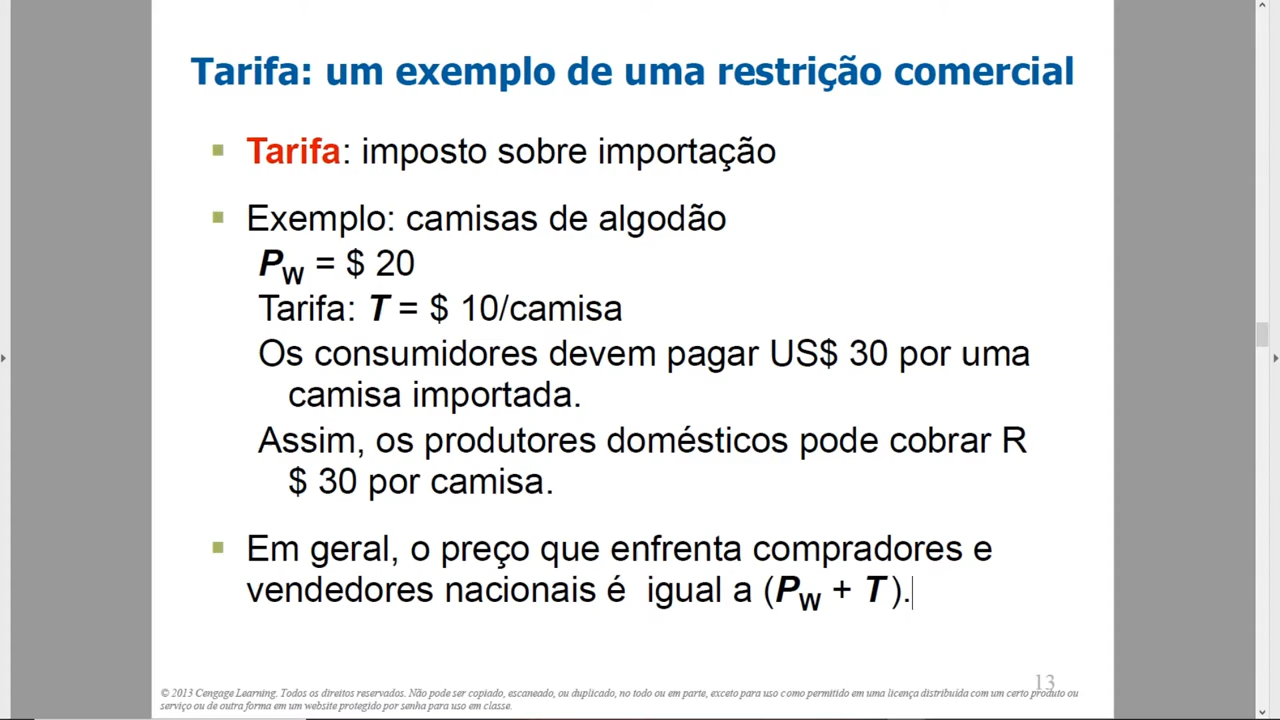 Tarifa: um exemplo de uma restrição comercial
Tarifa: imposto sobre importação
Exemplo: camisas de algodão
PW = $ 20
Tarifa: T = $ 10/camisa
Os consumidores devem pagar US$ 30 por uma
camisa importada.
Assim, os produtores domésticos pode cobrar R
$ 30 por camisa.
Em geral, o preço que enfrenta compradores e
vendedores nacionais é igual a (PW + T ).
13
© 2013 Cengage Learning. Todos os direitos reservados. Não pode ser copiado, escaneado, ou duplicado, no todo ou em parte, exceto para uso como permitido em uma licença distribuída com um certo produto ou
serviço ou de outra forma em um website protegido por senha para uso em classe.